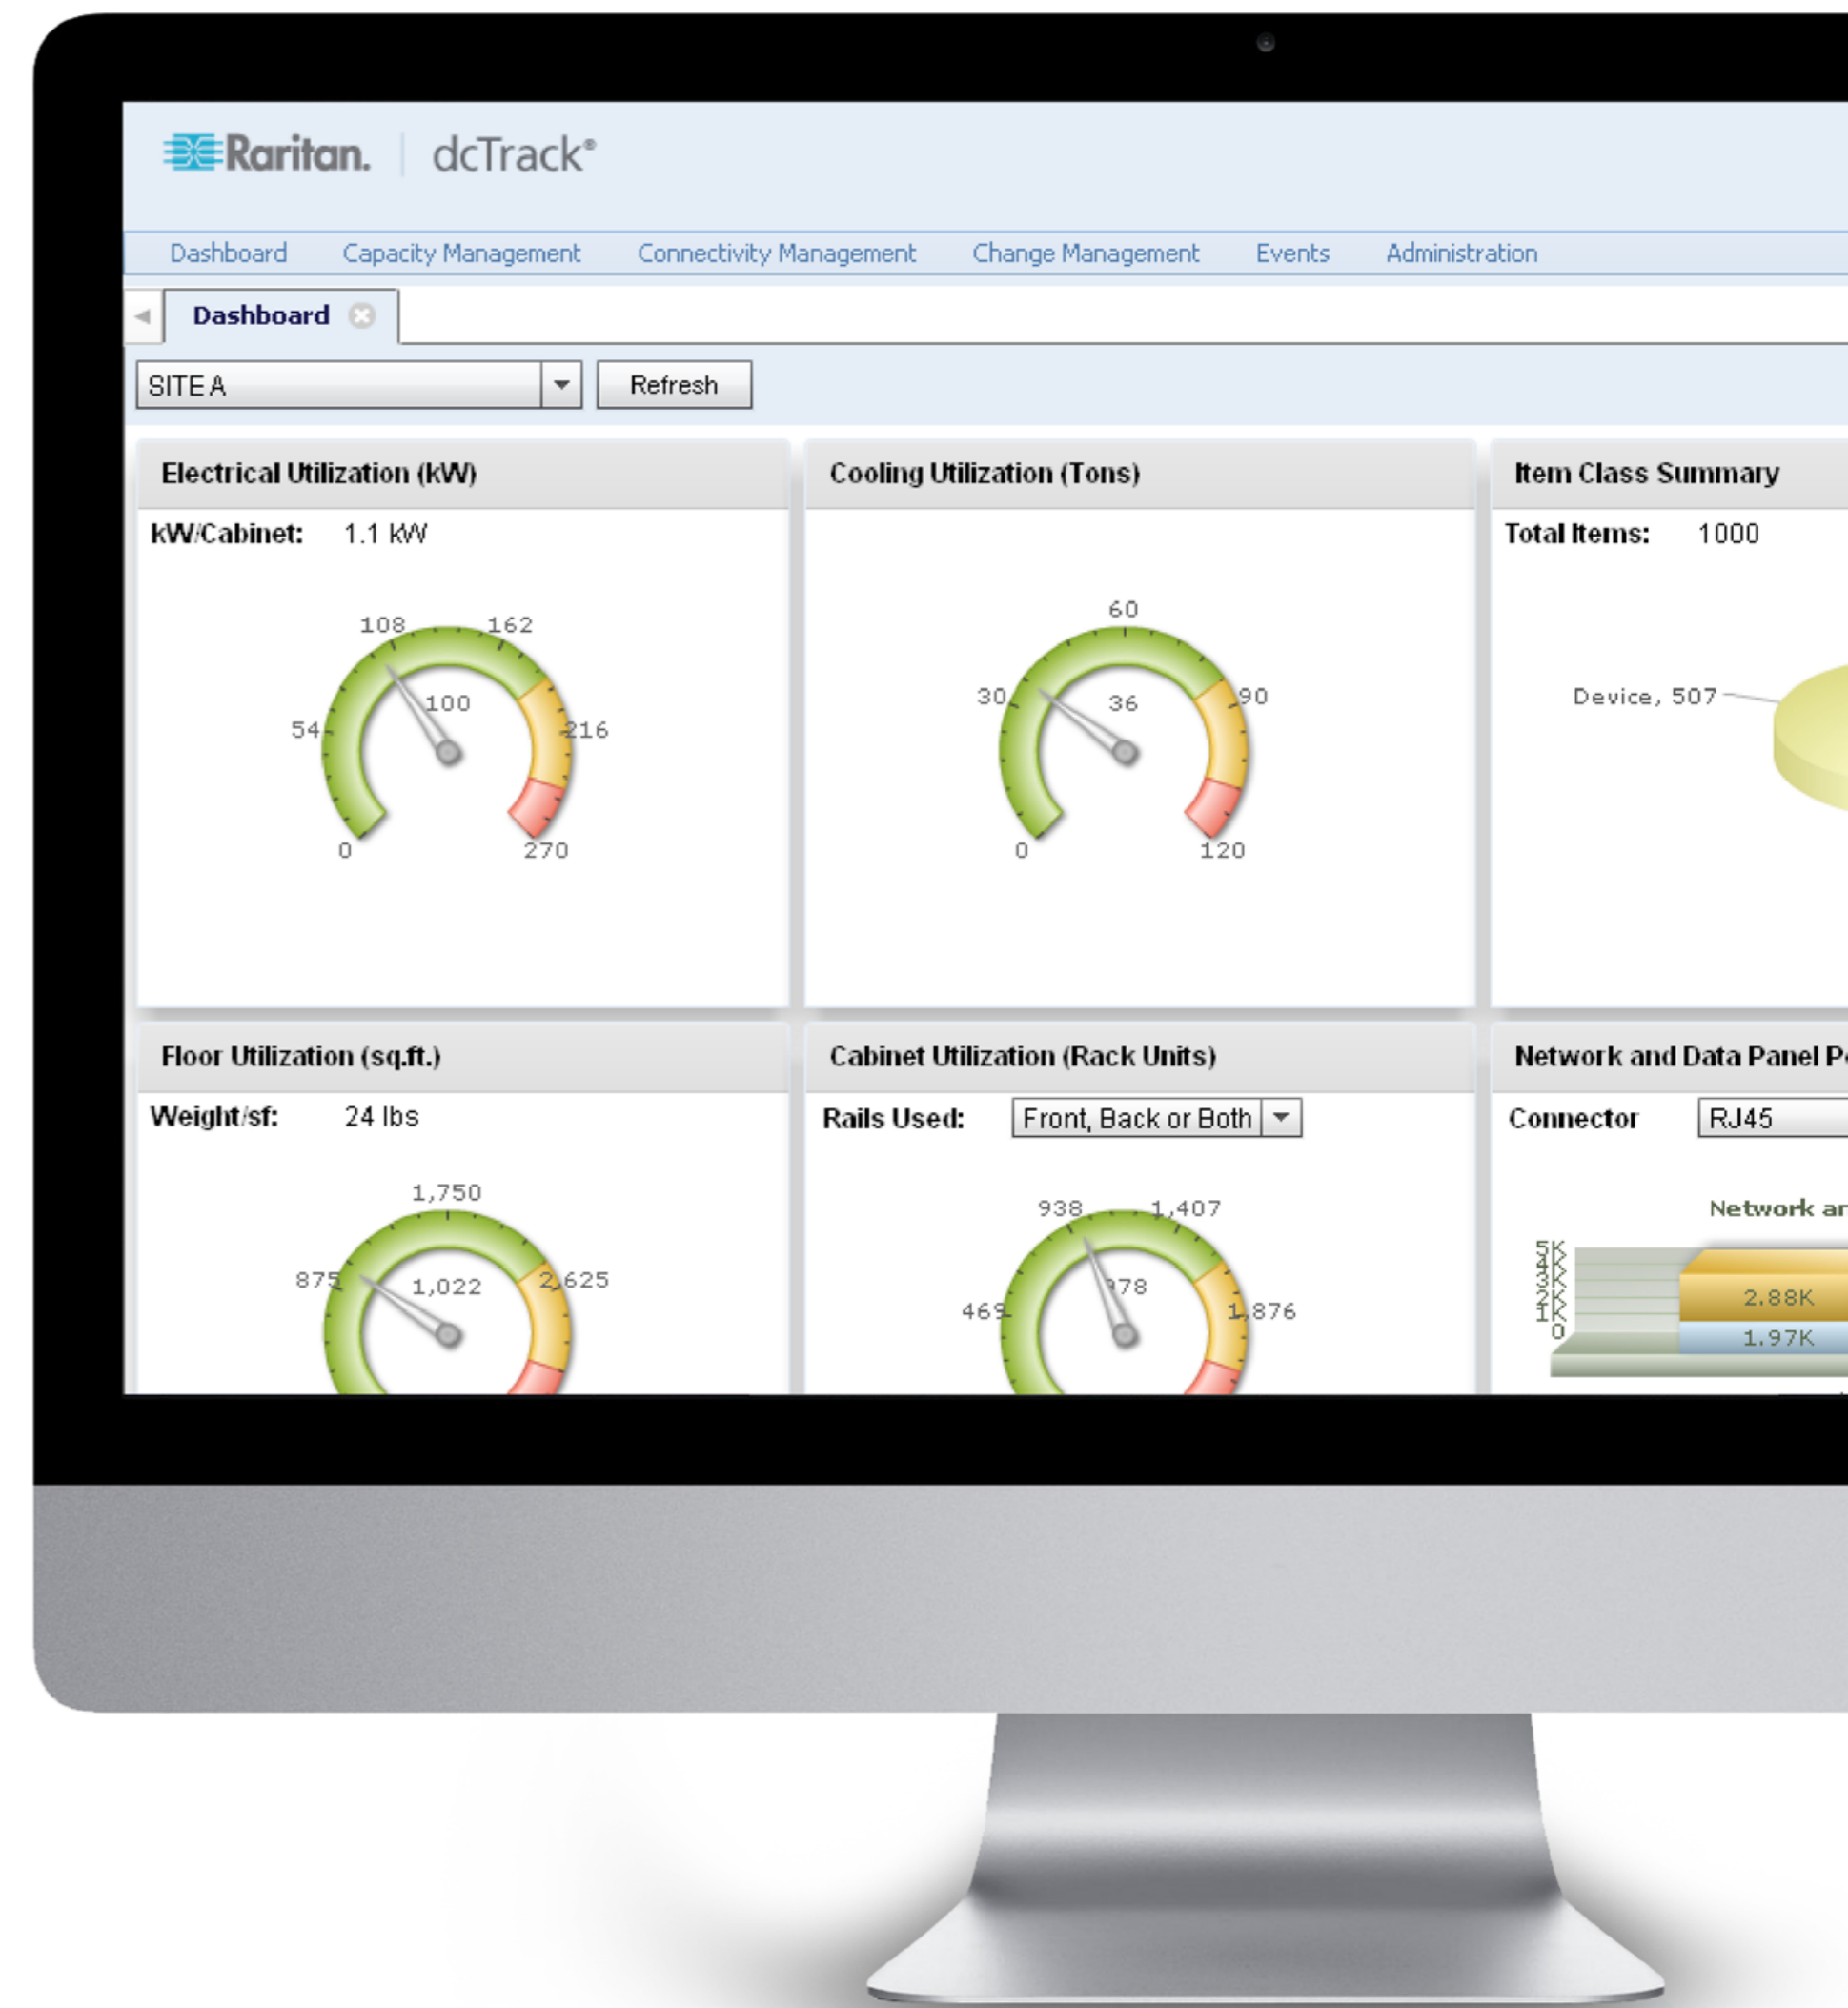 Raritan. dcTrack®
Dashboard Capacity Management Connectivity Management Change Management Events Administration
Dashboard
SITE A Refresh
Electrical Utilization (kW)
kW/Cabinet: 1.1 kW
108 162
54 100 216
0 270
Cooling Utilization (Tons)
60
30 36 90
0 120
Item Class Summary
Total Items: 1000
Device, 507
Floor Utilization (sq.ft.)
Weight/sf: 24 lbs
1,750
875 1,022 2,625
Cabinet Utilization (Rack Units)
Rails Used: Front, Back or Both
938 1,407
469 1,876
Network and Data Panel
Connector RJ45
Network
5K
4K
3K
2K
1K
0
2.88K
1.97K